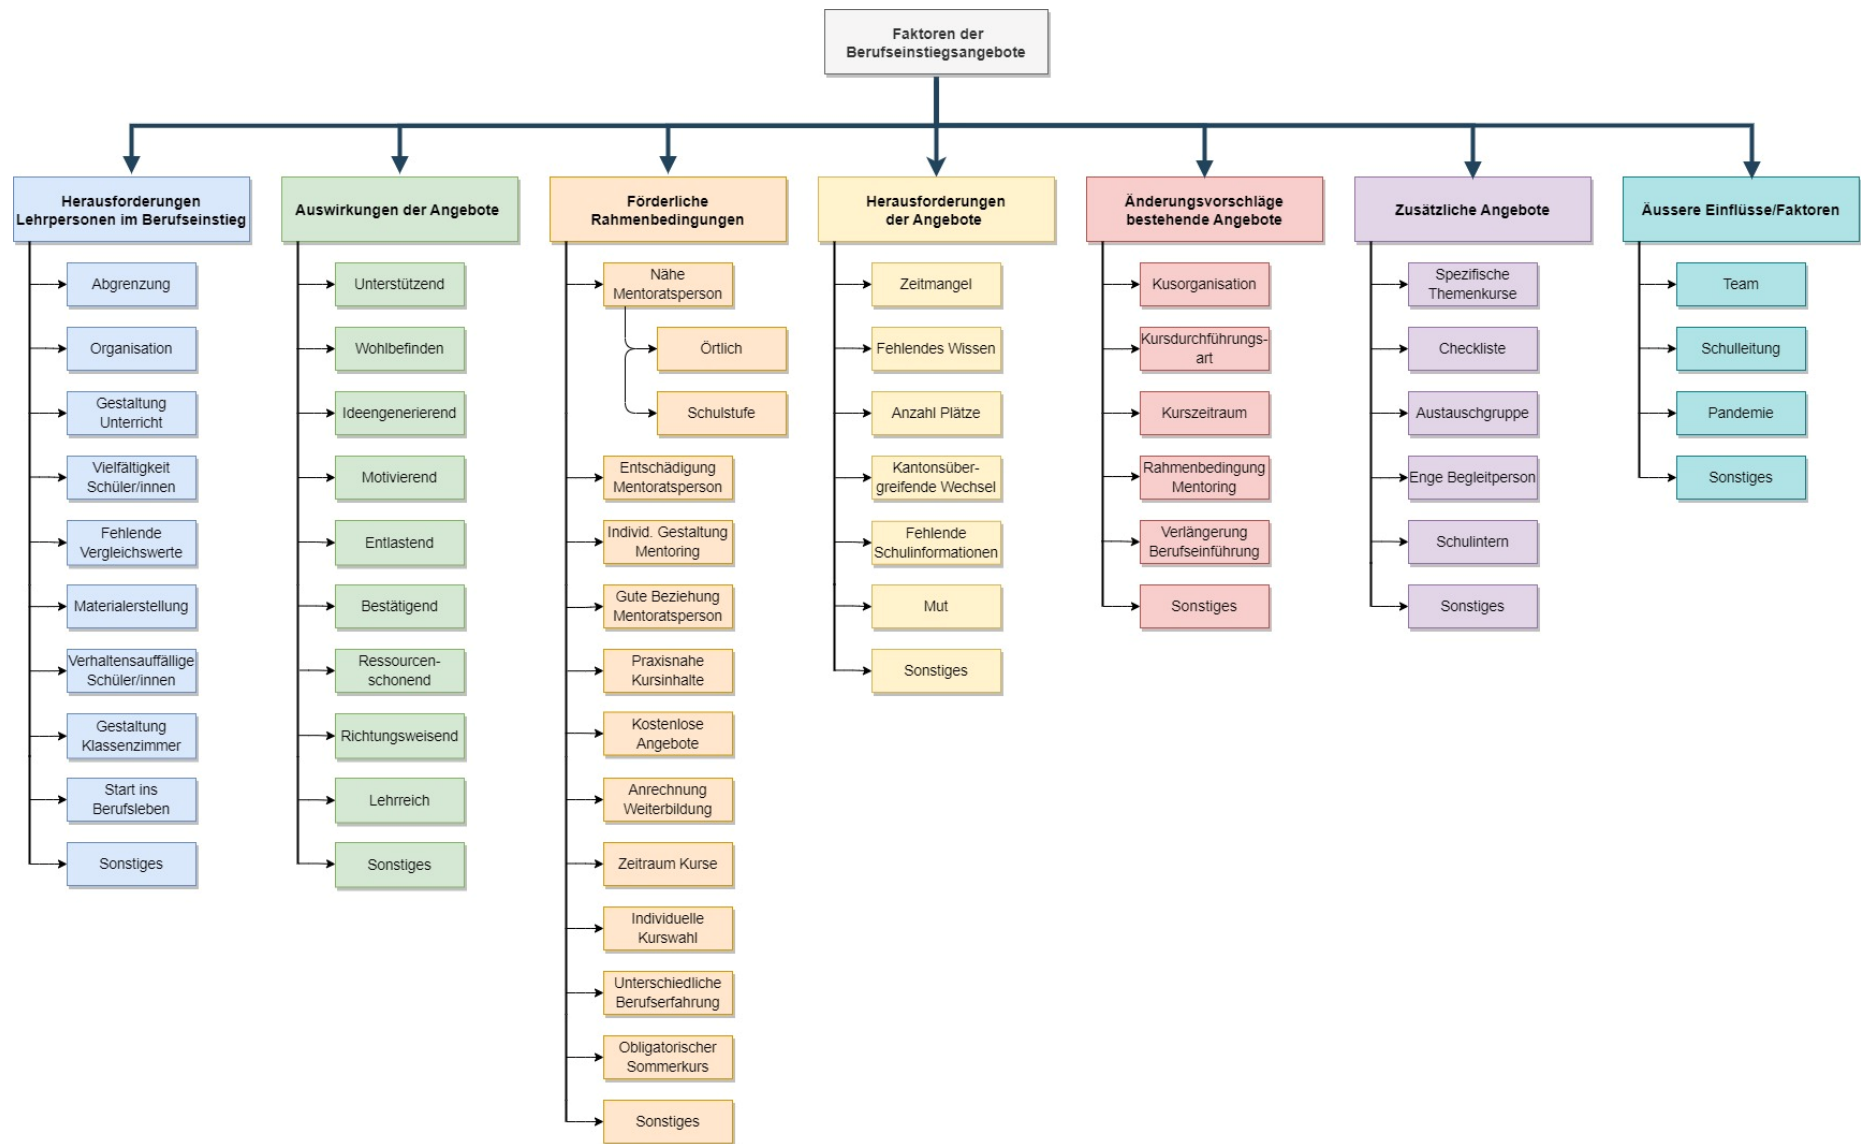 Faktoren der
Berufseinstiegsangebote
Herausforderungen
Lehrpersonen im Berufseinstieg
Abgrenzung
Organisation
Gestaltung
Unterricht
Vielfältigkeit
Schüler/innen
Fehlende
Vergleichswerte
Materialerstellung
Verhaltensauffällige
Schüler/innen
Gestaltung
Klassenzimmer
Start ins
Berufsleben
Sonstiges
Auswirkungen der Angebote
Unterstützend
Wohlbefinden
Ideengenerierend
Motivierend
Entlastend
Bestätigend
Ressourcen-
schonend
Richtungsweisend
Lehrreich
Sonstiges
Förderliche
Rahmenbedingungen
Nähe
Mentoratsperson
Örtlich
Schulstufe
Entschädigung
Mentoratsperson
Individ. Gestaltung
Mentoring
Gute Beziehung
Mentoratsperson
Praxisnahe
Kursinhalte
Kostenlose
Angebote
Anrechnung
Weiterbildung
Zeitraum Kurse
Individuelle
Kurswahl
Unterschiedliche
Berufserfahrung
Obligatorischer
Sommerkurs
Sonstiges
Herausforderungen
der Angebote
Zeitmangel
Fehlendes Wissen
Anzahl Plätze
Kantonsüber-
greifende Wechsel
Fehlende
Schulinformationen
Mut
Sonstiges
Änderungsvorschläge
bestehende Angebote
Kusorganisation
Kursdurchführungs-
art
Kurszeitraum
Rahmenbedingung
Mentoring
Verlängerung
Berufseinführung
Sonstiges
Zusätzliche Angebote
Spezifische
Themenkurse
Checkliste
Austauschgruppe
Enge Begleitperson
Schulintern
Sonstiges
Äussere Einflüsse/Faktoren
Team
Schulleitung
Pandemie
Sonstiges